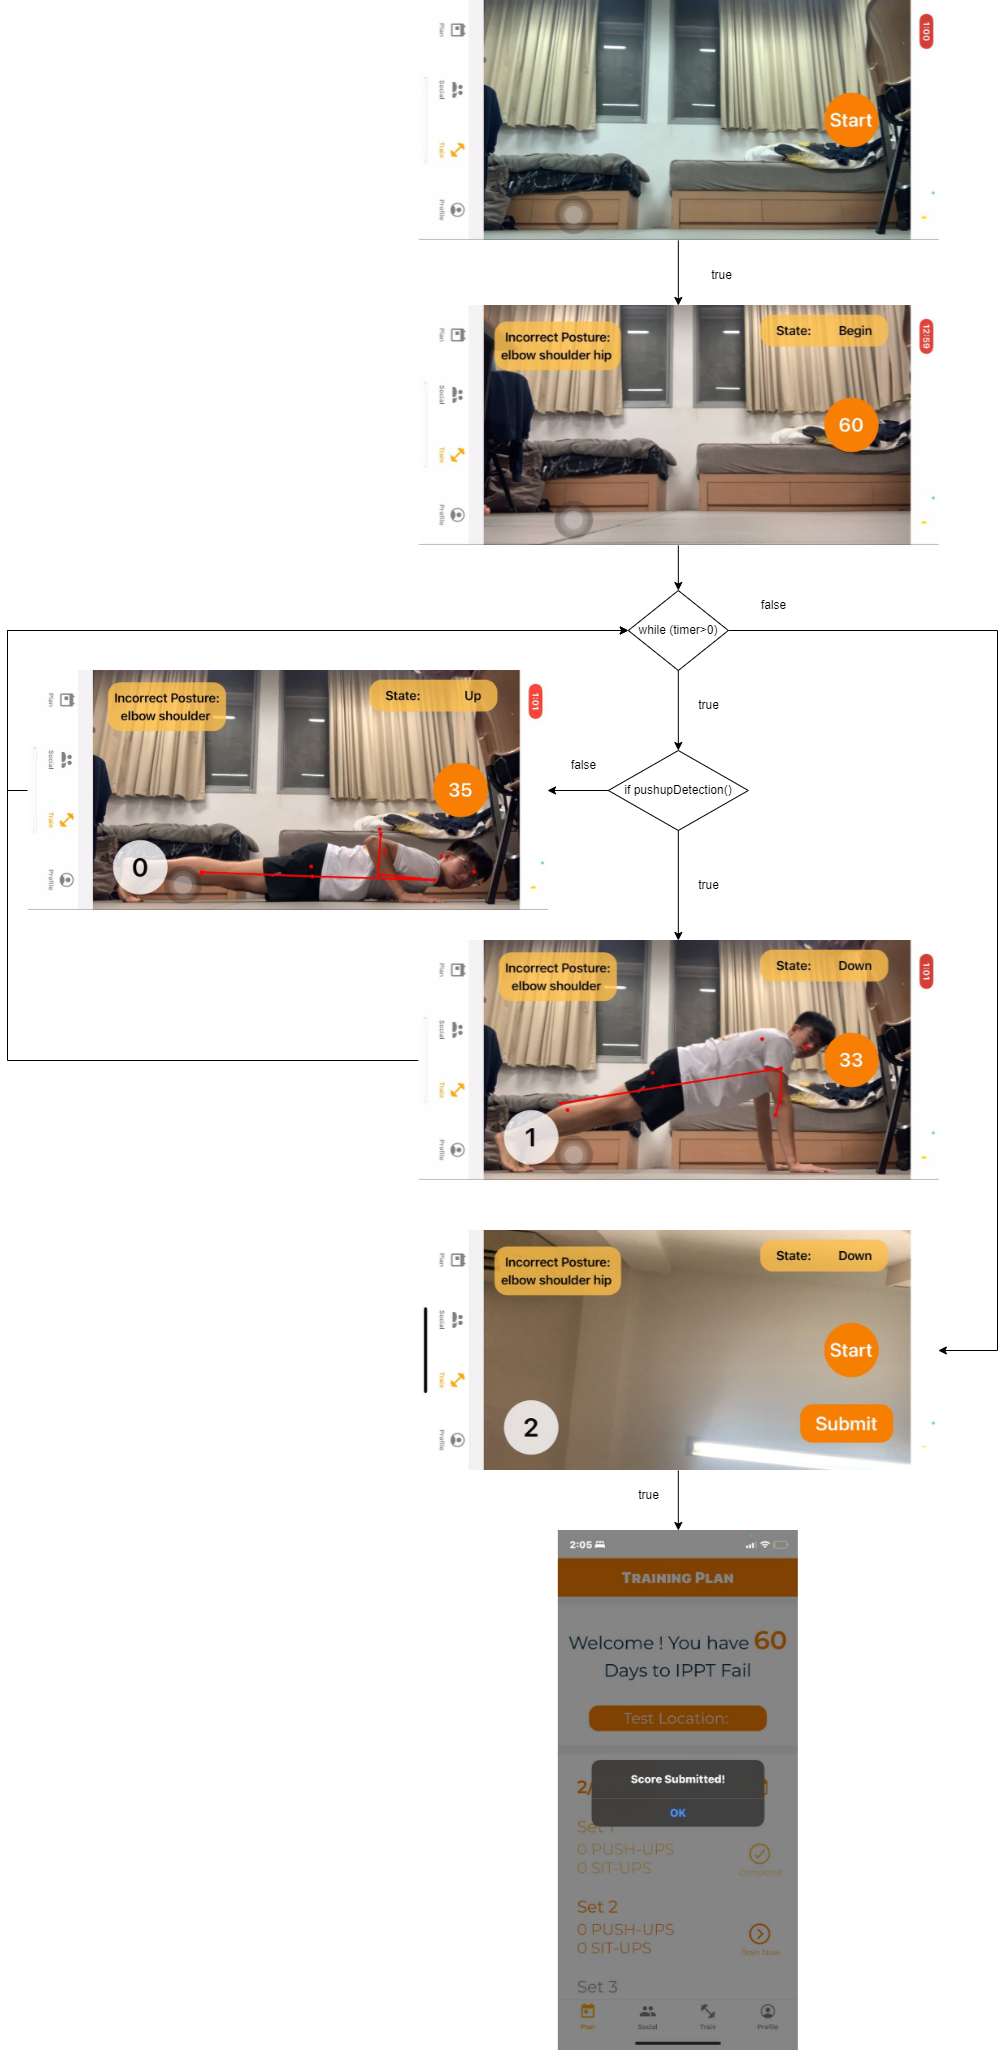 1:00
Plan
Social
Train
Profile
Start
true
12:59
Plan
Social
Train
Profile
Incorrect Posture:
elbow shoulder hip
State: Begin
60
false
while (timer>0)
true
false
if pushupDetection()
true
1:01
Plan
Social
Train
Profile
Incorrect Posture:
elbow shoulder
State: Up
35
0
1:01
Plan
Social
Train
Profile
Incorrect Posture:
elbow shoulder
State: Down
33
1
Plan
Social
Train
Profile
Incorrect Posture:
elbow shoulder hip
State: Down
Start
Submit
2
true
2:05
TRAINING PLAN
Welcome ! You have 60
Days to IPPT Fail
Test Location:
Score Submitted!
OK
2/
Set 1
0 PUSH-UPS
0 SIT-UPS
Completed
Set 2
0 PUSH-UPS
0 SIT-UPS
Train Now
Set 3
Plan Social Train Profile